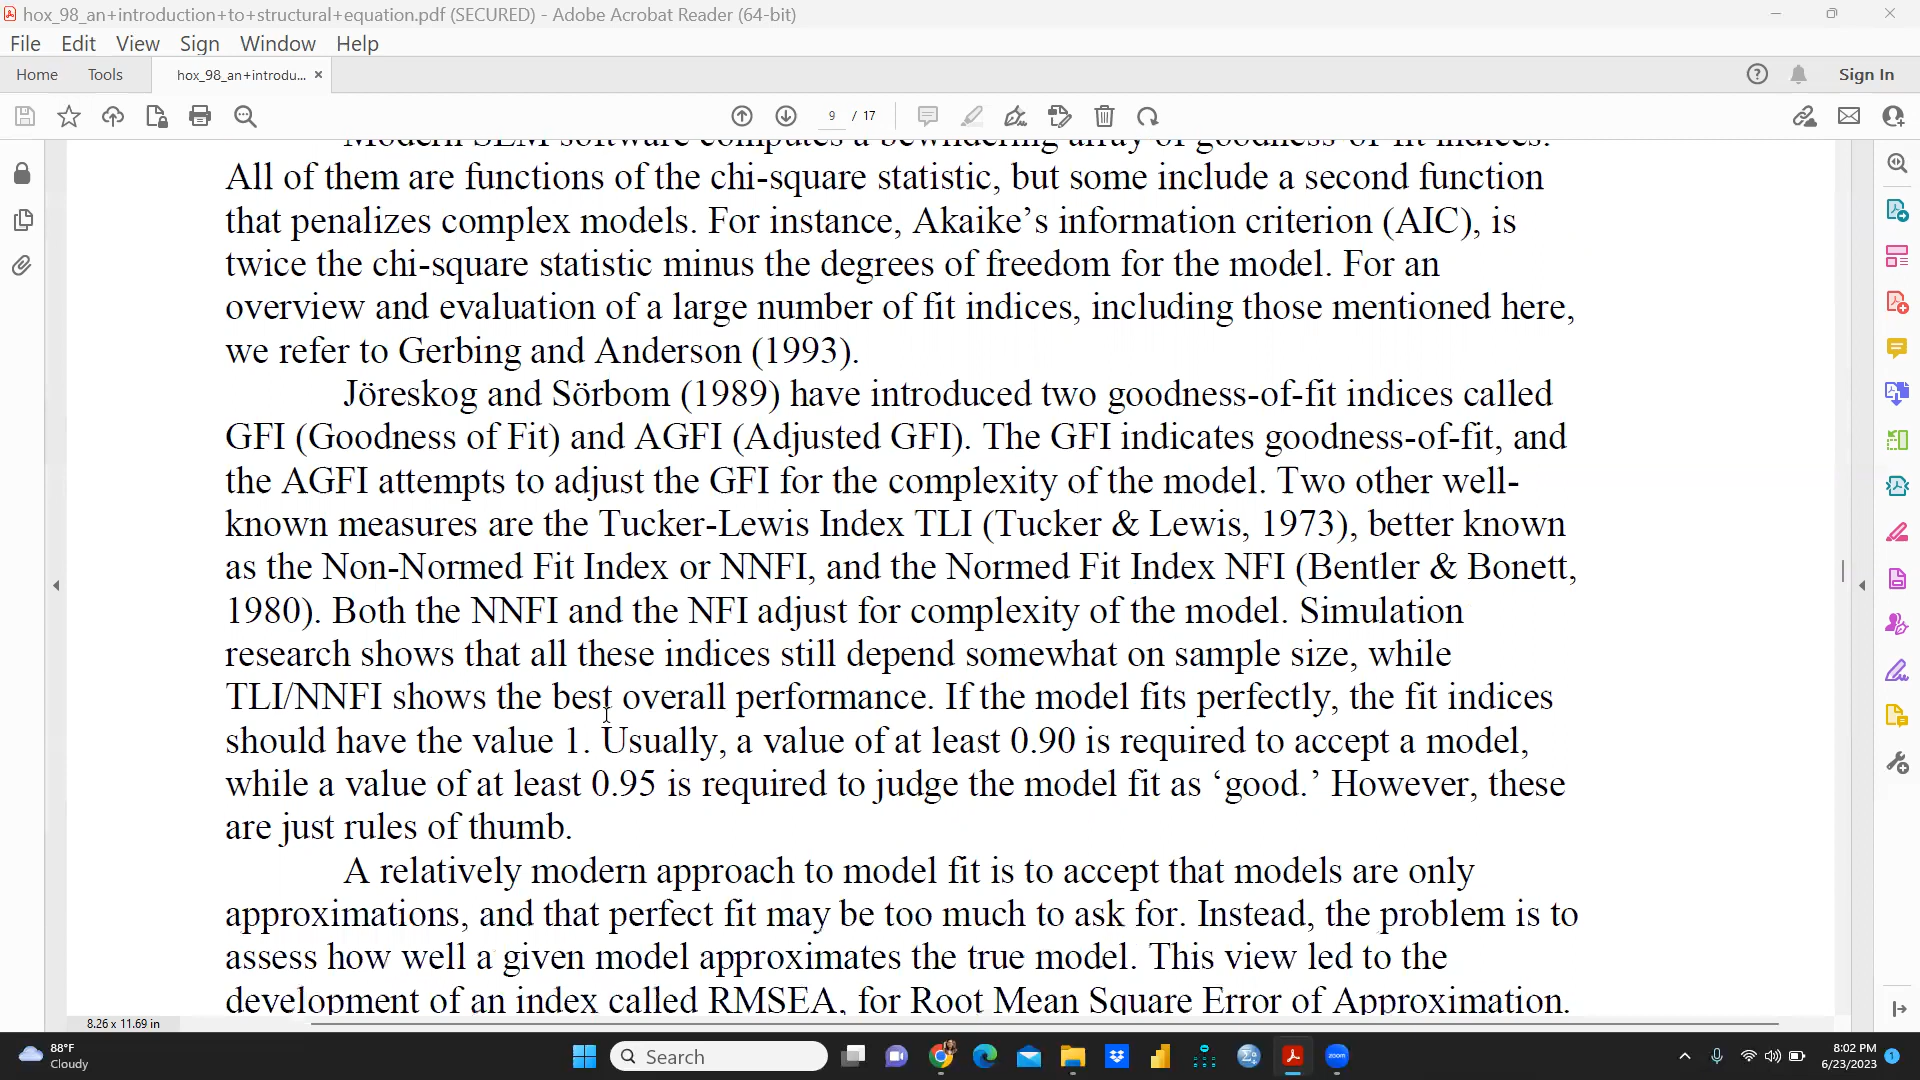 hox_98_an+introduction+to+structural+equation.pdf (SECURED) - Adobe Acrobat Reader (64-bit)
File Edit View Sign Window Help
Home Tools hox_98_an+introdu... × Sign In
9 / 17
Modern SEM software computes a bewildering array of goodness-of-fit indices.
All of them are functions of the chi-square statistic, but some include a second function
that penalizes complex models. For instance, Akaike’s information criterion (AIC), is
twice the chi-square statistic minus the degrees of freedom for the model. For an
overview and evaluation of a large number of fit indices, including those mentioned here,
we refer to Gerbing and Anderson (1993).
Jöreskog and Sörbom (1989) have introduced two goodness-of-fit indices called
GFI (Goodness of Fit) and AGFI (Adjusted GFI). The GFI indicates goodness-of-fit, and
the AGFI attempts to adjust the GFI for the complexity of the model. Two other well-
known measures are the Tucker-Lewis Index TLI (Tucker & Lewis, 1973), better known
as the Non-Normed Fit Index or NNFI, and the Normed Fit Index NFI (Bentler & Bonett,
1980). Both the NNFI and the NFI adjust for complexity of the model. Simulation
research shows that all these indices still depend somewhat on sample size, while
TLI/NNFI shows the best overall performance. If the model fits perfectly, the fit indices
should have the value 1. Usually, a value of at least 0.90 is required to accept a model,
while a value of at least 0.95 is required to judge the model fit as ‘good.’ However, these
are just rules of thumb.
A relatively modern approach to model fit is to accept that models are only
approximations, and that perfect fit may be too much to ask for. Instead, the problem is to
assess how well a given model approximates the true model. This view led to the
development of an index called RMSEA, for Root Mean Square Error of Approximation.
8.26 x 11.69 in
88°F
Cloudy
Search
zoom
8:02 PM
6/23/2023
1